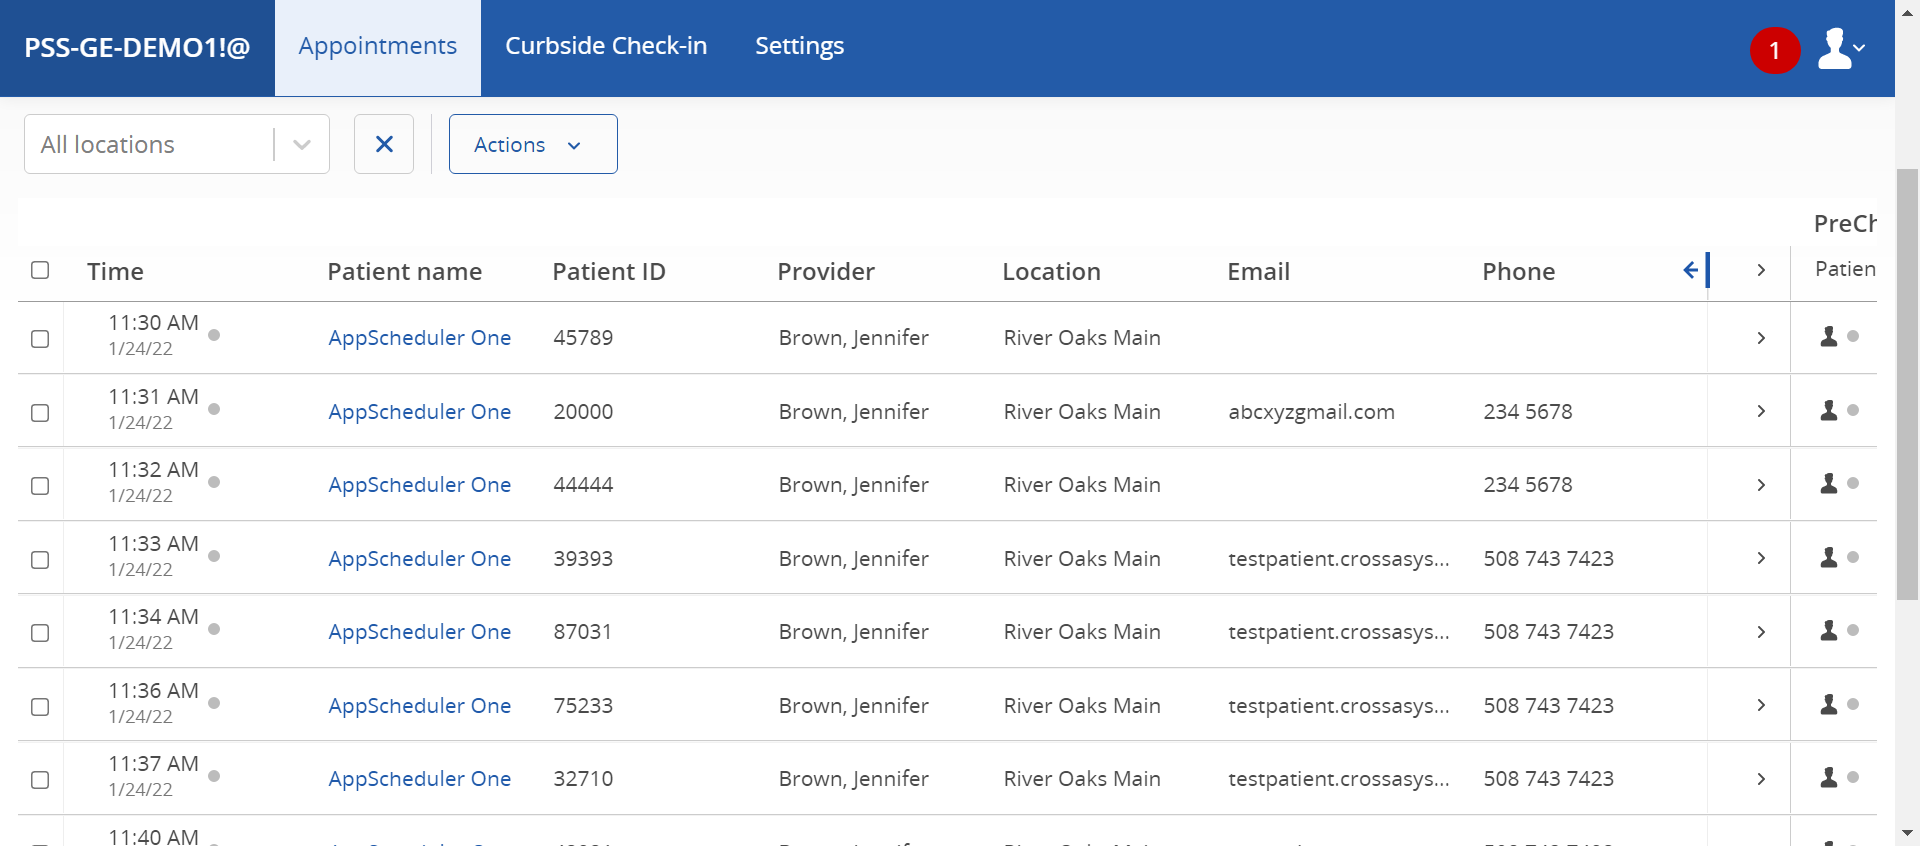 PSS-GE-DEMO1!@ Appointments Curbside Check-in Settings 1
All locations Actions
PreCh
Time Patient name Patient ID Provider Location Email Phone Patien
11:30 AM
1/24/22
AppScheduler One 45789 Brown, Jennifer River Oaks Main
11:31 AM
1/24/22
AppScheduler One 20000 Brown, Jennifer River Oaks Main abcxyzgmail.com 234 5678
11:32 AM
1/24/22
AppScheduler One 44444 Brown, Jennifer River Oaks Main 234 5678
11:33 AM
1/24/22
AppScheduler One 39393 Brown, Jennifer River Oaks Main testpatient.crossasys... 508 743 7423
11:34 AM
1/24/22
AppScheduler One 87031 Brown, Jennifer River Oaks Main testpatient.crossasys... 508 743 7423
11:36 AM
1/24/22
AppScheduler One 75233 Brown, Jennifer River Oaks Main testpatient.crossasys... 508 743 7423
11:37 AM
1/24/22
AppScheduler One 32710 Brown, Jennifer River Oaks Main testpatient.crossasys... 508 743 7423
11:40 AM